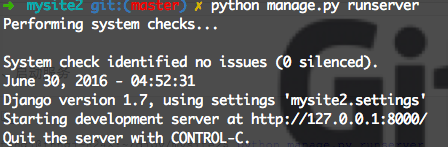 ➜ mysite2 git:(master) ✗ python manage.py runserver
Performing system checks...
System check identified no issues (0 silenced).
June 30, 2016 - 04:52:31
Django version 1.7, using settings 'mysite2.settings'
Starting development server at http://127.0.0.1:8000/
Quit the server with CONTROL-C.